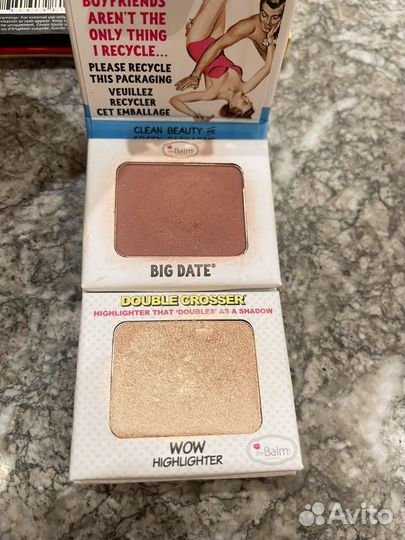 BOYFRIENDS
AREN'T THE
ONLY THING
I RECYCLE...
PLEASE RECYCLE
THIS PACKAGING
VEUILLEZ
RECYCLER
CET EMBALLAGE
CLEAN BEAUTY
theBalm
BIG DATE®
DOUBLE CROSSER
HIGHLIGHTER THAT 'DOUBLES' AS A SHADOW
WOW
HIGHLIGHTER
theBalm
Avito